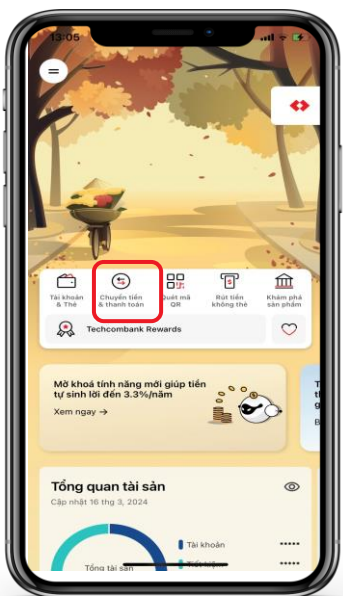 13:05
Tài khoản
& Thẻ
Chuyển tiền
& thanh toán
Quét mã
QR
Rút tiền
không thẻ
Khám phá
sản phẩm
Techcombank Rewards
Mở khoá tính năng mới giúp tiền
tự sinh lời đến 3.3%/năm
Xem ngay →
Tổng quan tài sản
Cập nhật 16 thg 3, 2024
Tài khoản
Tổng tài sản
Tiết kiệm